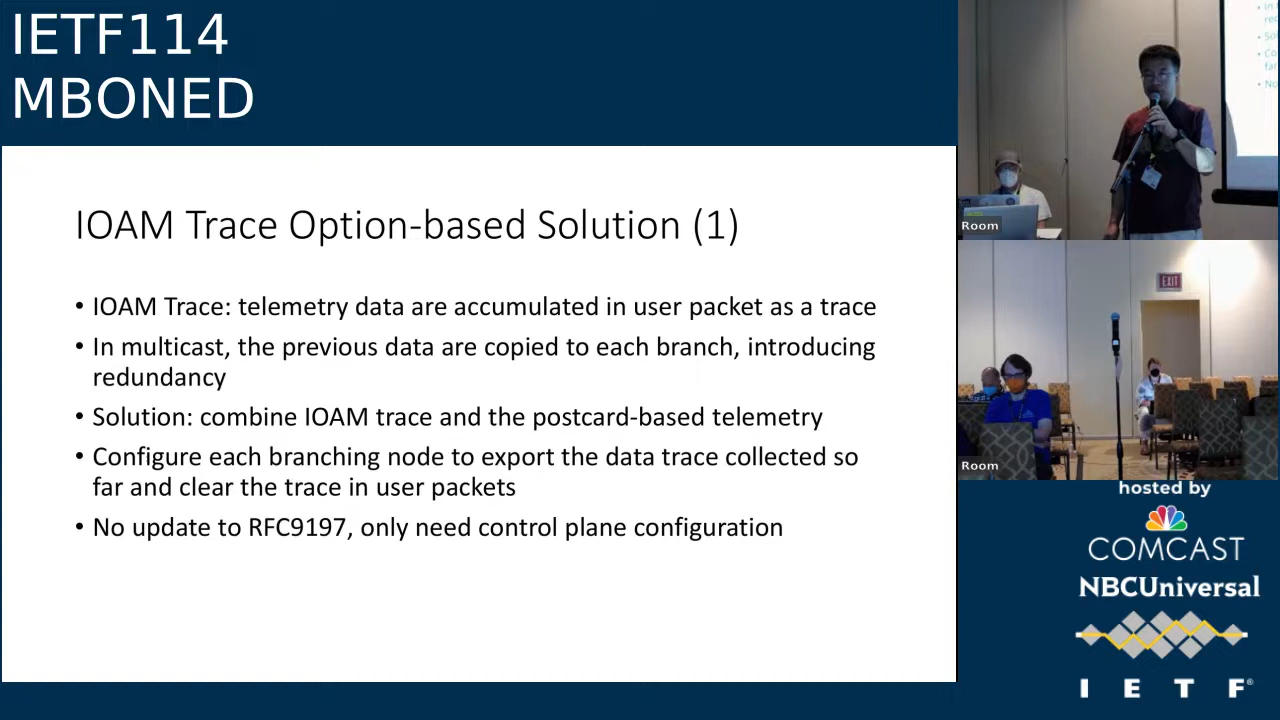 IETF114
MBONED
IOAM Trace Option-based Solution (1)
• IOAM Trace: telemetry data are accumulated in user packet as a trace
• In multicast, the previous data are copied to each branch, introducing
redundancy
• Solution: combine IOAM trace and the postcard-based telemetry
• Configure each branching node to export the data trace collected so
far and clear the trace in user packets
• No update to RFC9197, only need control plane configuration
Room
EXIT
Room
hosted by
COMCAST
NBCUniversal
I E T F®